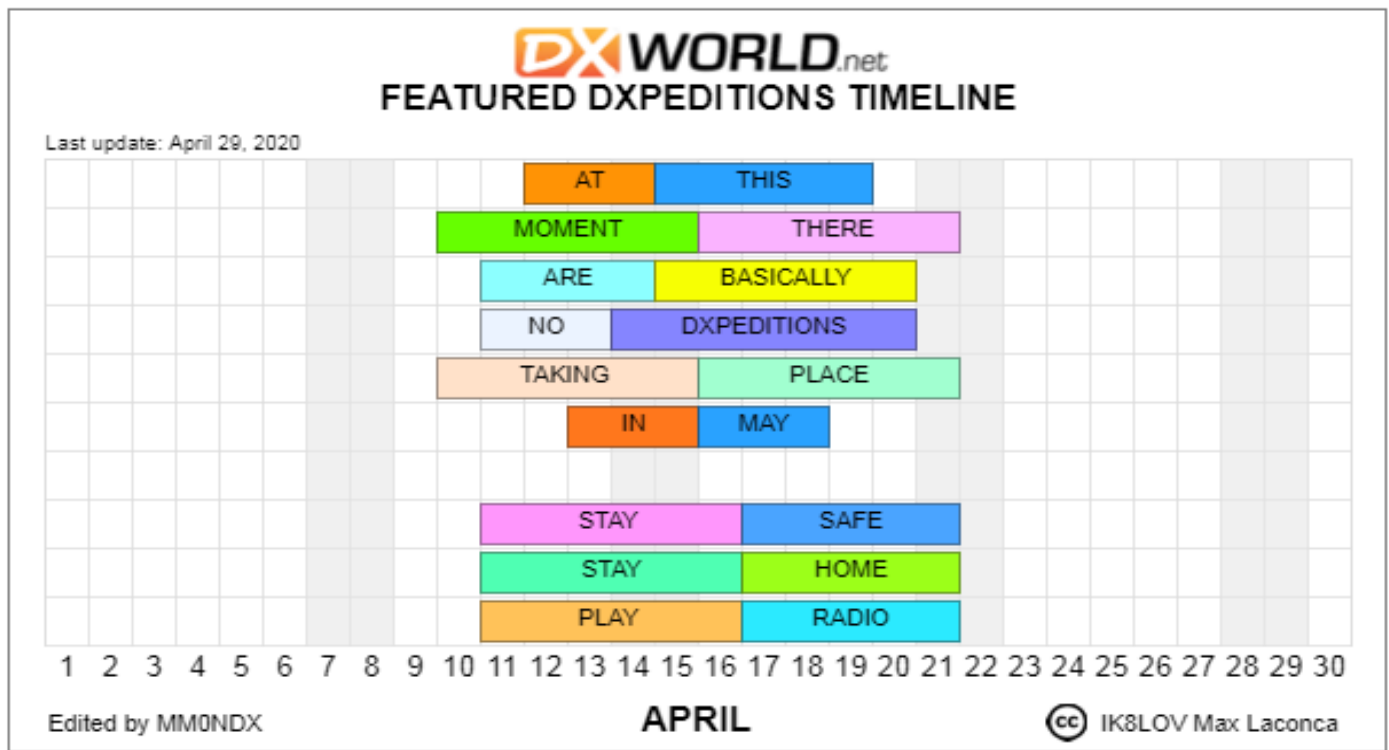 DX WORLD.net
FEATURED DXPEDITIONS TIMELINE
Last update: April 29, 2020
AT THIS
MOMENT THERE
ARE BASICALLY
NO DXPEDITIONS
TAKING PLACE
IN MAY
STAY SAFE
STAY HOME
PLAY RADIO
1 2 3 4 5 6 7 8 9 10 11 12 13 14 15 16 17 18 19 20 21 22 23 24 25 26 27 28 29 30
Edited by MM0NDX APRIL cc IK8LOV Max Laconca